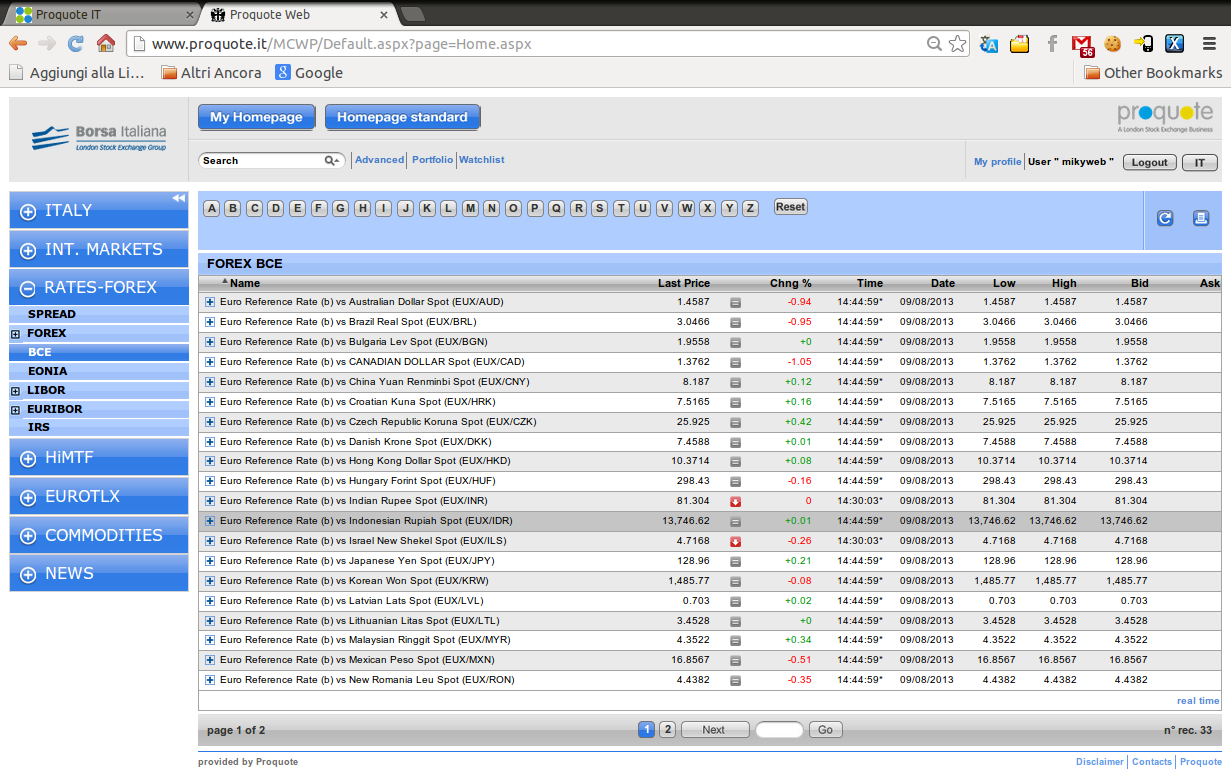 Proquote IT
Proquote Web
www.proquote.it/MCWP/Default.aspx?page=Home.aspx
56
Aggiungi alla Li... Altri Ancora Google Other Bookmarks
Borsa Italiana
London Stock Exchange Group
My Homepage Homepage standard
proquote
A London Stock Exchange Business
Search Advanced Portfolio Watchlist My profile User " mikyweb " Logout IT
ITALY
INT. MARKETS
RATES-FOREX
SPREAD
FOREX
BCE
EONIA
LIBOR
EURIBOR
IRS
HiMTF
EUROTLX
COMMODITIES
NEWS
A B C D E F G H I J K L M N O P Q R S T U V W X Y Z Reset
FOREX BCE
Name Last Price Chng % Time Date Low High Bid Ask
Euro Reference Rate (b) vs Australian Dollar Spot (EUX/AUD) 1.4587 -0.94 14:44:59* 09/08/2013 1.4587 1.4587 1.4587
Euro Reference Rate (b) vs Brazil Real Spot (EUX/BRL) 3.0466 -0.95 14:44:59* 09/08/2013 3.0466 3.0466 3.0466
Euro Reference Rate (b) vs Bulgaria Lev Spot (EUX/BGN) 1.9558 +0 14:44:59* 09/08/2013 1.9558 1.9558 1.9558
Euro Reference Rate (b) vs CANADIAN DOLLAR Spot (EUX/CAD) 1.3762 -1.05 14:44:59* 09/08/2013 1.3762 1.3762 1.3762
Euro Reference Rate (b) vs China Yuan Renminbi Spot (EUX/CNY) 8.187 +0.12 14:44:59* 09/08/2013 8.187 8.187 8.187
Euro Reference Rate (b) vs Croatian Kuna Spot (EUX/HRK) 7.5165 +0.16 14:44:59* 09/08/2013 7.5165 7.5165 7.5165
Euro Reference Rate (b) vs Czech Republic Koruna Spot (EUX/CZK) 25.925 +0.42 14:44:59* 09/08/2013 25.925 25.925 25.925
Euro Reference Rate (b) vs Danish Krone Spot (EUX/DKK) 7.4588 +0.01 14:44:59* 09/08/2013 7.4588 7.4588 7.4588
Euro Reference Rate (b) vs Hong Kong Dollar Spot (EUX/HKD) 10.3714 +0.08 14:44:59* 09/08/2013 10.3714 10.3714 10.3714
Euro Reference Rate (b) vs Hungary Forint Spot (EUX/HUF) 298.43 -0.16 14:44:59* 09/08/2013 298.43 298.43 298.43
Euro Reference Rate (b) vs Indian Rupee Spot (EUX/INR) 81.304 0 14:30:03* 09/08/2013 81.304 81.304 81.304
Euro Reference Rate (b) vs Indonesian Rupiah Spot (EUX/IDR) 13,746.62 +0.01 14:44:59* 09/08/2013 13,746.62 13,746.62 13,746.62
Euro Reference Rate (b) vs Israel New Shekel Spot (EUX/ILS) 4.7168 -0.26 14:30:03* 09/08/2013 4.7168 4.7168 4.7168
Euro Reference Rate (b) vs Japanese Yen Spot (EUX/JPY) 128.96 +0.21 14:44:59* 09/08/2013 128.96 128.96 128.96
Euro Reference Rate (b) vs Korean Won Spot (EUX/KRW) 1,485.77 -0.08 14:44:59* 09/08/2013 1,485.77 1,485.77 1,485.77
Euro Reference Rate (b) vs Latvian Lats Spot (EUX/LVL) 0.703 +0.02 14:44:59* 09/08/2013 0.703 0.703 0.703
Euro Reference Rate (b) vs Lithuanian Litas Spot (EUX/LTL) 3.4528 +0 14:44:59* 09/08/2013 3.4528 3.4528 3.4528
Euro Reference Rate (b) vs Malaysian Ringgit Spot (EUX/MYR) 4.3522 +0.34 14:44:59* 09/08/2013 4.3522 4.3522 4.3522
Euro Reference Rate (b) vs Mexican Peso Spot (EUX/MXN) 16.8567 -0.51 14:44:59* 09/08/2013 16.8567 16.8567 16.8567
Euro Reference Rate (b) vs New Romania Leu Spot (EUX/RON) 4.4382 -0.35 14:44:59* 09/08/2013 4.4382 4.4382 4.4382
real time
page 1 of 2 1 2 Next Go n° rec. 33
provided by Proquote Disclaimer Contacts Proquote